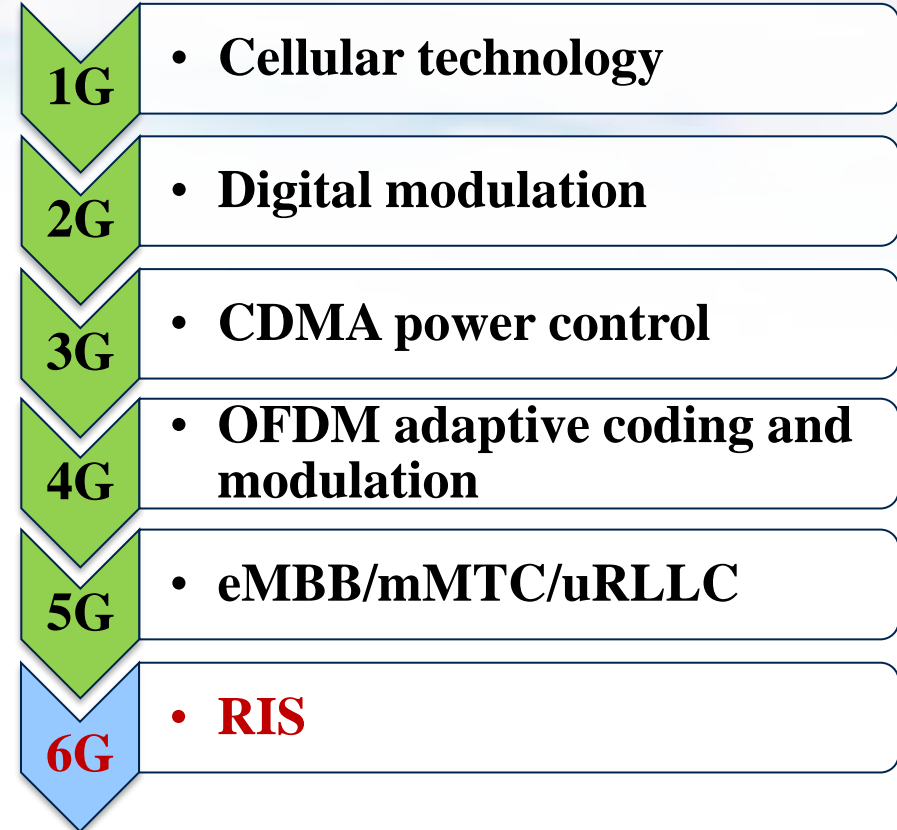 1G
• Cellular technology
2G
• Digital modulation
3G
• CDMA power control
4G
• OFDM adaptive coding and
modulation
5G
• eMBB/mMTC/uRLLC
6G
• RIS